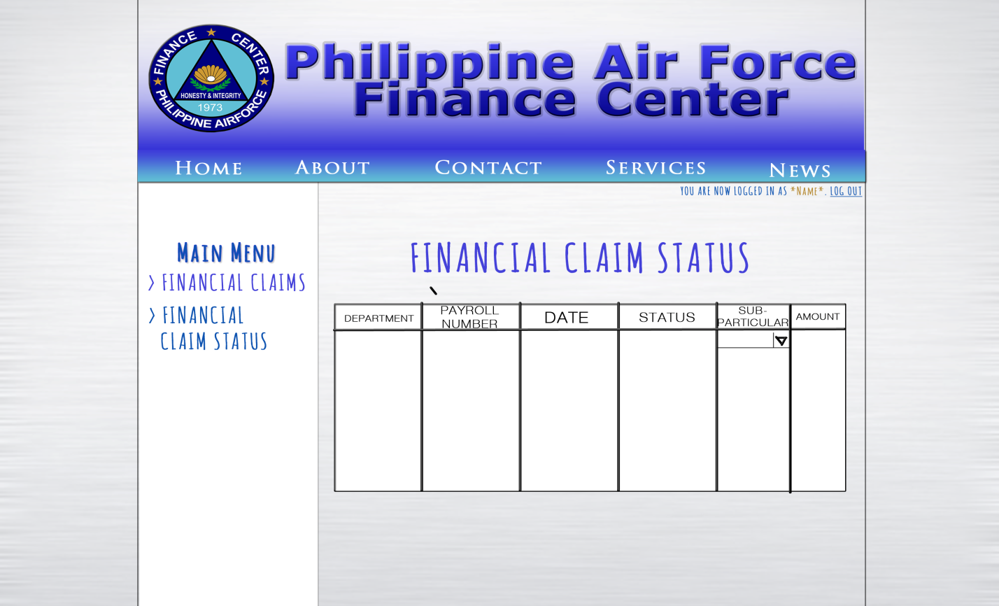 FINANCE CENTER
HONESTY & INTEGRITY
1973
PHILIPPINE AIRFORCE
Philippine Air Force
Finance Center
HOME ABOUT CONTACT SERVICES NEWS
YOU ARE NOW LOGGED IN AS *NAME*. LOG OUT
MAIN MENU
> FINANCIAL CLAIMS
> FINANCIAL
CLAIM STATUS
FINANCIAL CLAIM STATUS
DEPARTMENT
PAYROLL
NUMBER
DATE
STATUS
SUB-
PARTICULAR
AMOUNT